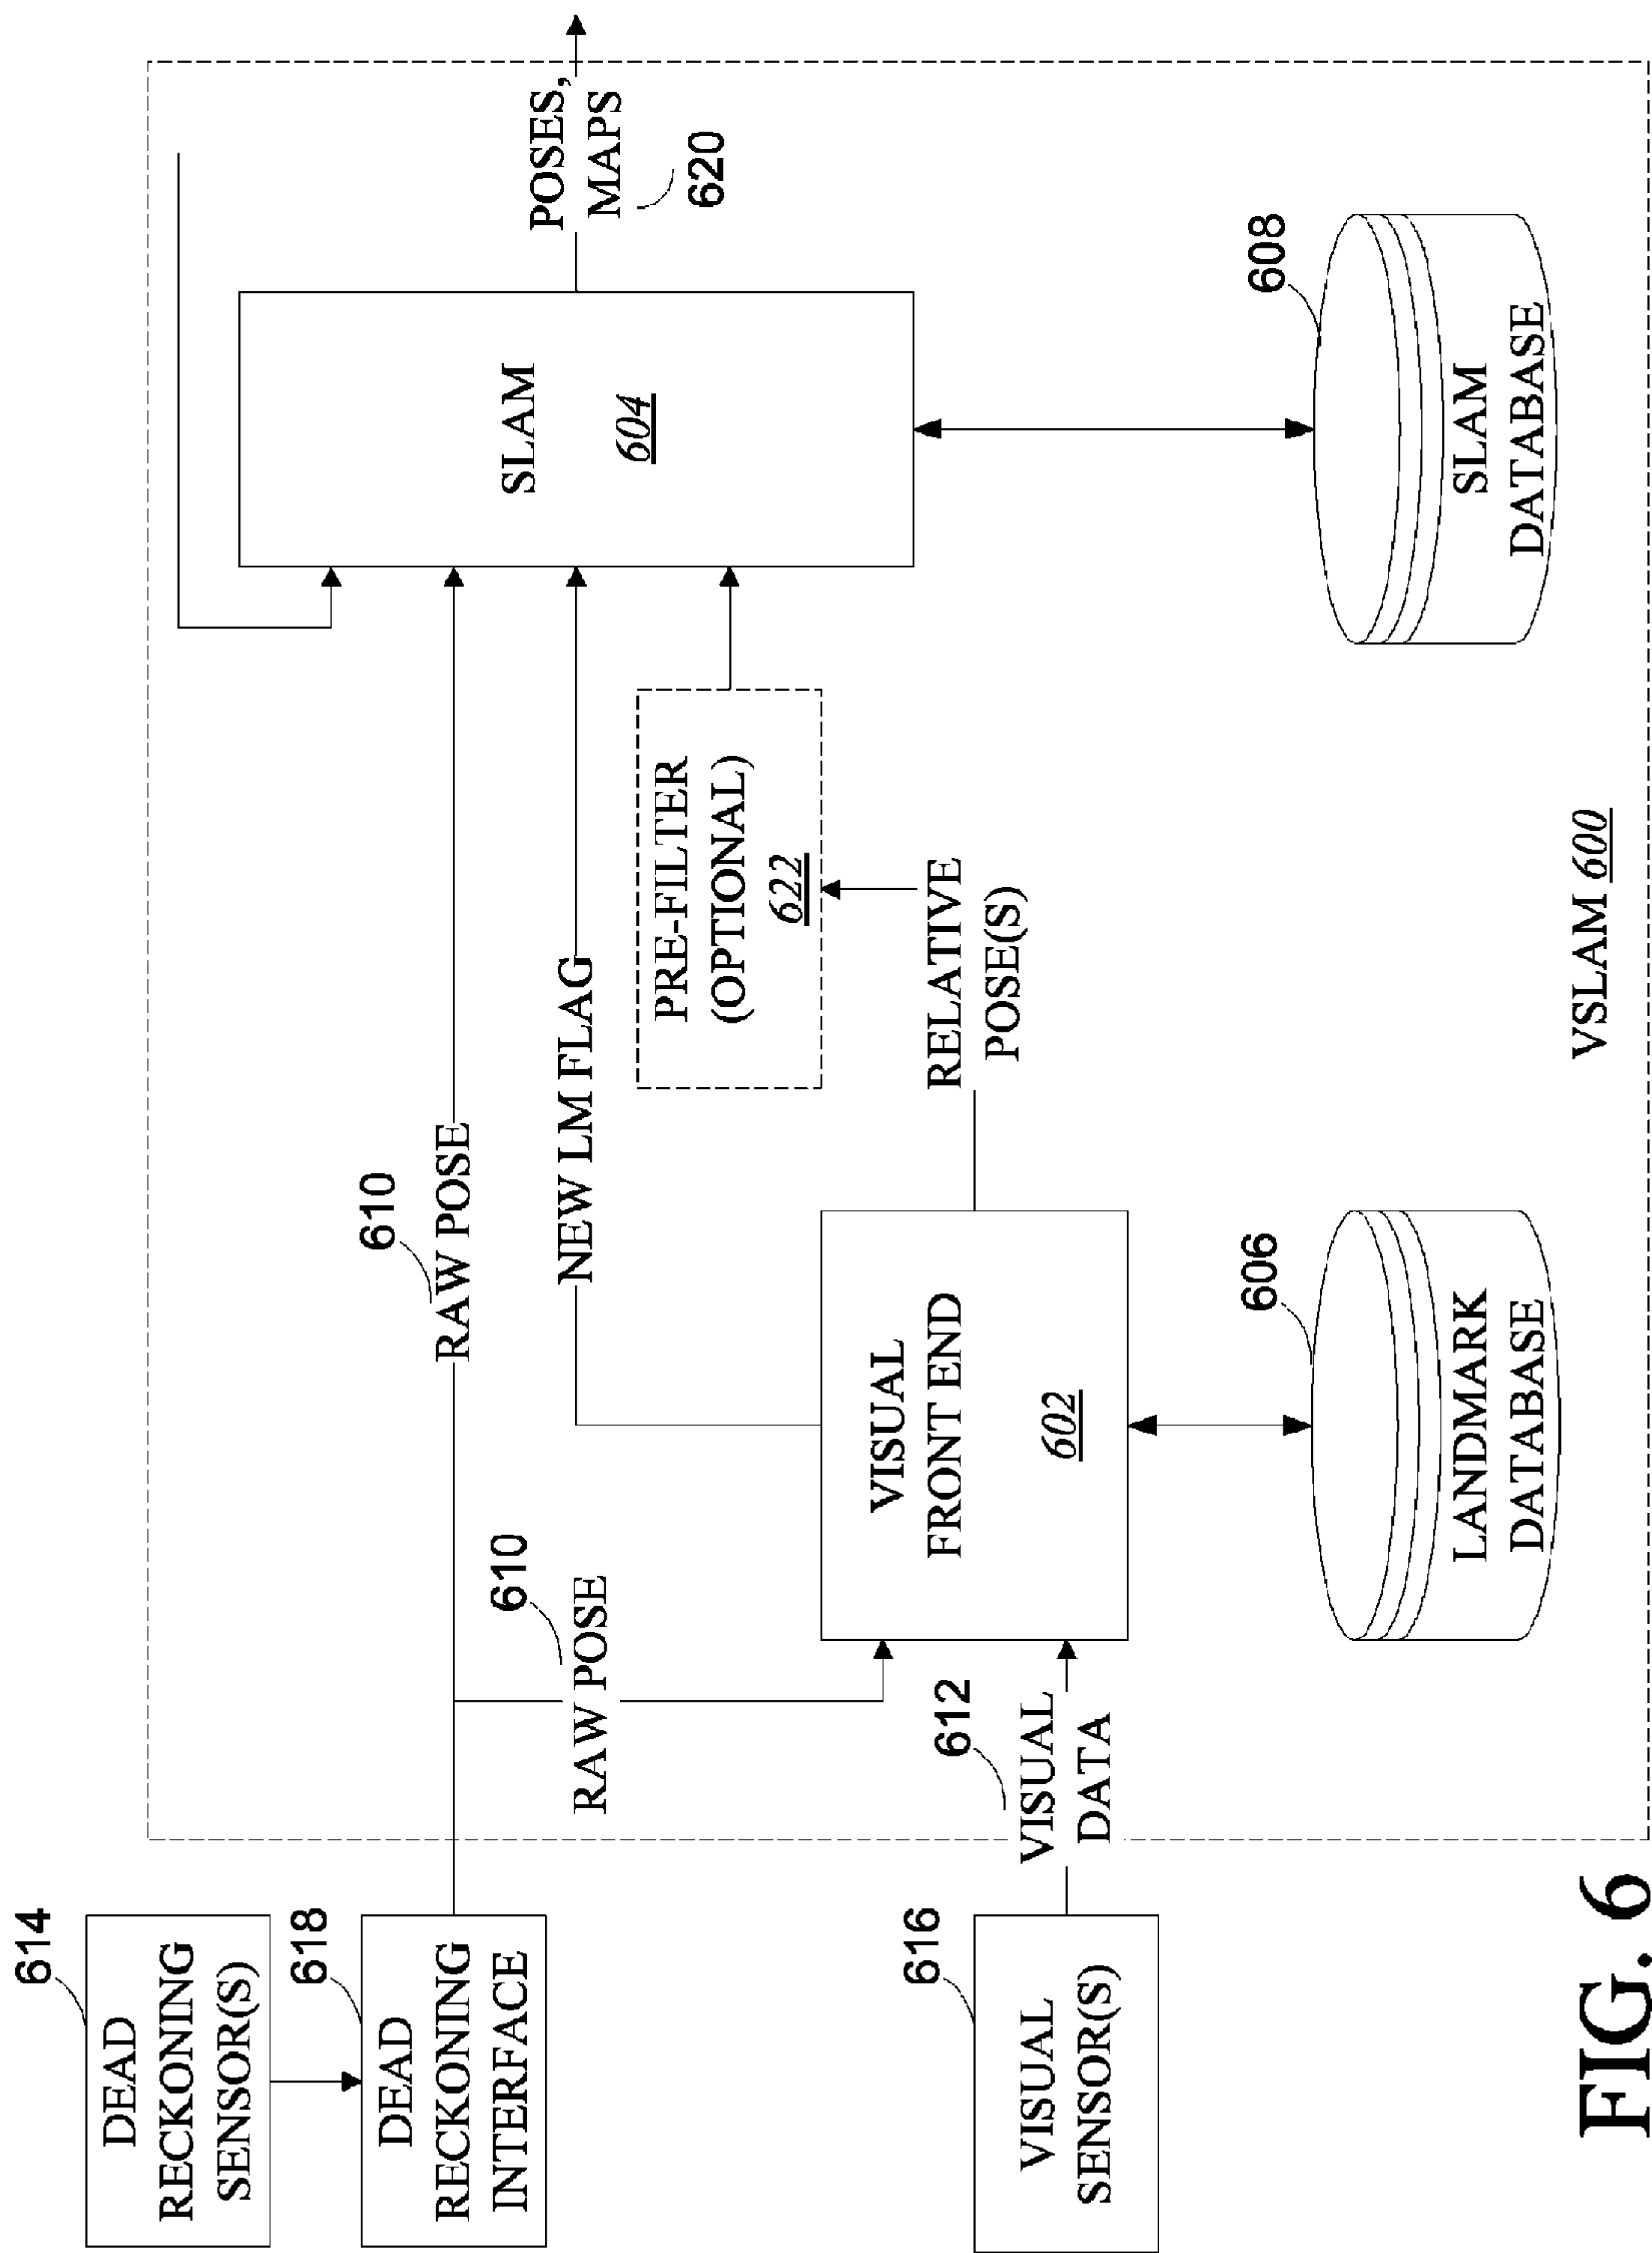 614
DEAD
RECKONING
SENSOR(S)
618
DEAD
RECKONING
INTERFACE
610
RAW POSE
610
RAW POSE
NEW LM FLAG
616
VISUAL
SENSOR(S)
612
VISUAL
DATA
VISUAL
FRONT END
602
606
LANDMARK
DATABASE
RELATIVE
POSE(S)
PRE-FILTER
(OPTIONAL)
622
SLAM
604
POSES,
MAPS
620
608
SLAM
DATABASE
VSLAM 600
FIG. 6